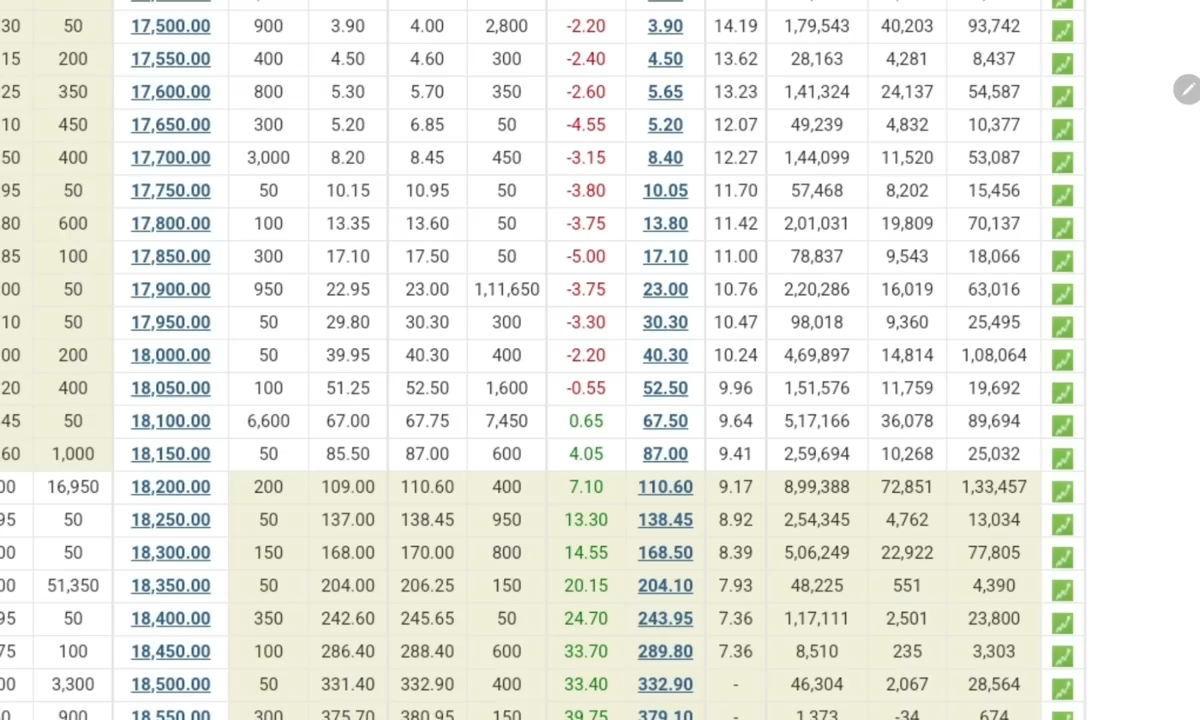 30 50 17,500.00 900 3.90 4.00 2,800 -2.20 3.90 14.19 1,79,543 40,203 93,742
15 200 17,550.00 400 4.50 4.60 300 -2.40 4.50 13.62 28,163 4,281 8,437
25 350 17,600.00 800 5.30 5.70 350 -2.60 5.65 13.23 1,41,324 24,137 54,587
10 450 17,650.00 300 5.20 6.85 50 -4.55 5.20 12.07 49,239 4,832 10,377
50 400 17,700.00 3,000 8.20 8.45 450 -3.15 8.40 12.27 1,44,099 11,520 53,087
95 50 17,750.00 50 10.15 10.95 50 -3.80 10.05 11.70 57,468 8,202 15,456
80 600 17,800.00 100 13.35 13.60 50 -3.75 13.80 11.42 2,01,031 19,809 70,137
85 100 17,850.00 300 17.10 17.50 50 -5.00 17.10 11.00 78,837 9,543 18,066
00 50 17,900.00 950 22.95 23.00 1,11,650 -3.75 23.00 10.76 2,20,286 16,019 63,016
10 50 17,950.00 50 29.80 30.30 300 -3.30 30.30 10.47 98,018 9,360 25,495
00 200 18,000.00 50 39.95 40.30 400 -2.20 40.30 10.24 4,69,897 14,814 1,08,064
20 400 18,050.00 100 51.25 52.50 1,600 -0.55 52.50 9.96 1,51,576 11,759 19,692
45 50 18,100.00 6,600 67.00 67.75 7,450 0.65 67.50 9.64 5,17,166 36,078 89,694
60 1,000 18,150.00 50 85.50 87.00 600 4.05 87.00 9.41 2,59,694 10,268 25,032
00 16,950 18,200.00 200 109.00 110.60 400 7.10 110.60 9.17 8,99,388 72,851 1,33,457
95 50 18,250.00 50 137.00 138.45 950 13.30 138.45 8.92 2,54,345 4,762 13,034
00 50 18,300.00 150 168.00 170.00 800 14.55 168.50 8.39 5,06,249 22,922 77,805
00 51,350 18,350.00 50 204.00 206.25 150 20.15 204.10 7.93 48,225 551 4,390
95 50 18,400.00 350 242.60 245.65 50 24.70 243.95 7.36 1,17,111 2,501 23,800
75 100 18,450.00 100 286.40 288.40 600 33.70 289.80 7.36 8,510 235 3,303
00 3,300 18,500.00 50 331.40 332.90 400 33.40 332.90 - 46,304 2,067 28,564
900 18,550.00 300 375.70 380.95 150 39.75 379.10 - 1,373 -34 674